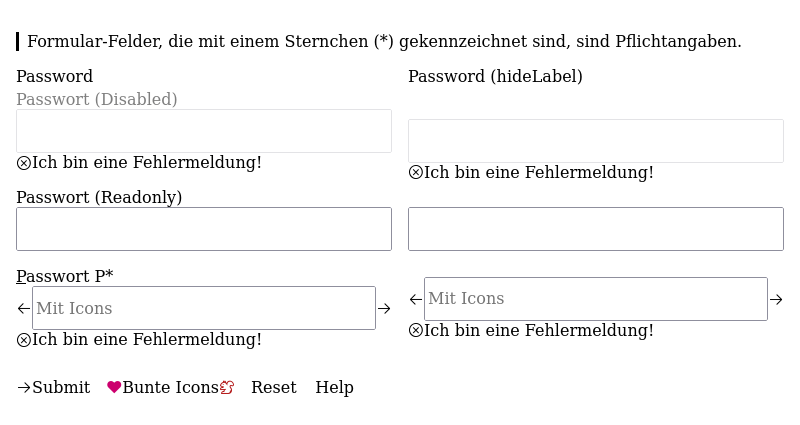 Formular-Felder, die mit einem Sternchen (*) gekennzeichnet sind, sind Pflichtangaben.
Password
Passwort (Disabled)
Ich bin eine Fehlermeldung!
Passwort (Readonly)
Passwort P*
Mit Icons
Ich bin eine Fehlermeldung!
Password (hideLabel)
Ich bin eine Fehlermeldung!
Mit Icons
Ich bin eine Fehlermeldung!
Submit Bunte Icons Reset Help